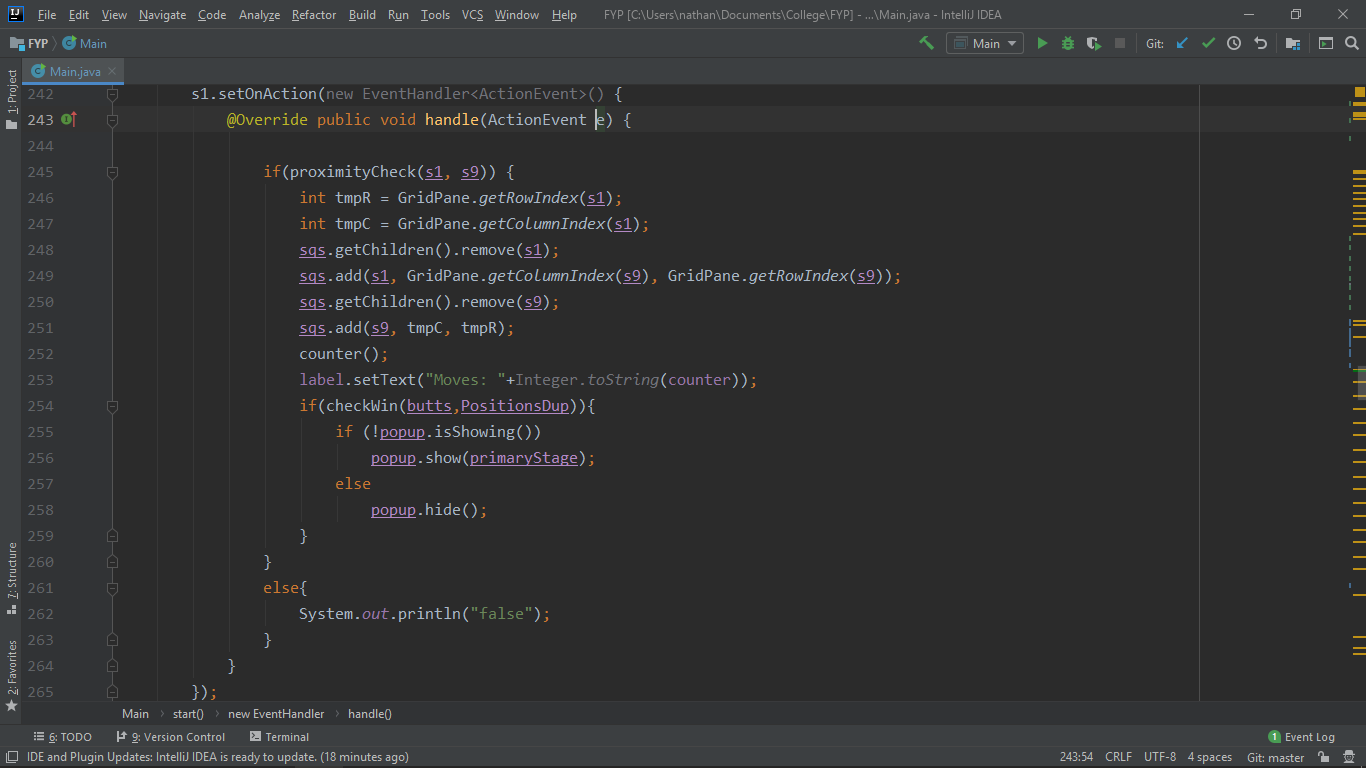 File Edit View Navigate Code Analyze Refactor Build Run Tools VCS Window Help FYP [C:\Users\nathan\Documents\College\FYP] - ...\Main.java - IntelliJ IDEA
FYP Main Main Git:
1: Project
Main.java
242 s1.setOnAction(new EventHandler<ActionEvent>() {
243 @Override public void handle(ActionEvent e) {
244
245 if(proximityCheck(s1, s9)) {
246 int tmpR = GridPane.getRowIndex(s1);
247 int tmpC = GridPane.getColumnIndex(s1);
248 sqs.getChildren().remove(s1);
249 sqs.add(s1, GridPane.getColumnIndex(s9), GridPane.getRowIndex(s9));
250 sqs.getChildren().remove(s9);
251 sqs.add(s9, tmpC, tmpR);
252 counter();
253 label.setText("Moves: "+Integer.toString(counter));
254 if(checkWin(butts,PositionsDup)){
255 if (!popup.isShowing())
256 popup.show(primaryStage);
257 else
258 popup.hide();
259 }
260 }
261 else{
262 System.out.println("false");
263 }
264 }
265 });
7: Structure
2: Favorites
Main start() new EventHandler handle()
6: TODO 9: Version Control Terminal 1 Event Log
IDE and Plugin Updates: IntelliJ IDEA is ready to update. (18 minutes ago) 243:54 CRLF UTF-8 4 spaces Git: master